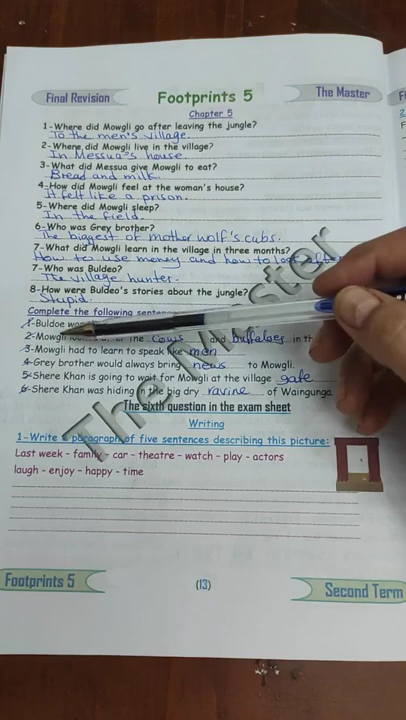 Final Revision
Footprints 5
The Master
Chapter 5
1-Where did Mowgli go after leaving the jungle?
To the men's village.
2-Where did Mowgli live in the village?
In Messua's house.
3-What did Messua give Mowgli to eat?
Bread and milk.
4-How did Mowgli feel at the woman's house?
It felt like a prison.
5-Where did Mowgli sleep?
In the field.
6-Who was Grey brother?
The biggest of mother wolf's cubs.
7-What did Mowgli learn in the village in three months?
How to use money and how to look after
7-Who was Buldeo?
The village hunter.
8-How were Buldeo's stories about the jungle?
Stupid.
Complete the following
1-Buldoe
2-Mowgli the cows and buffaloes in
3-Mowgli had to learn to speak like men
4-Grey brother would always bring news to Mowgli.
5-Shere Khan is going to wait for Mowgli at the village gate
6-Shere Khan was hiding in the big dry ravine of Waingunga.
The sixth question in the exam sheet
Writing
1-Write a paragraph of five sentences describing this picture:
Last week - family - car - theatre - watch - play - actors
laugh - enjoy - happy - time
The Master
Footprints 5
(13)
Second Term